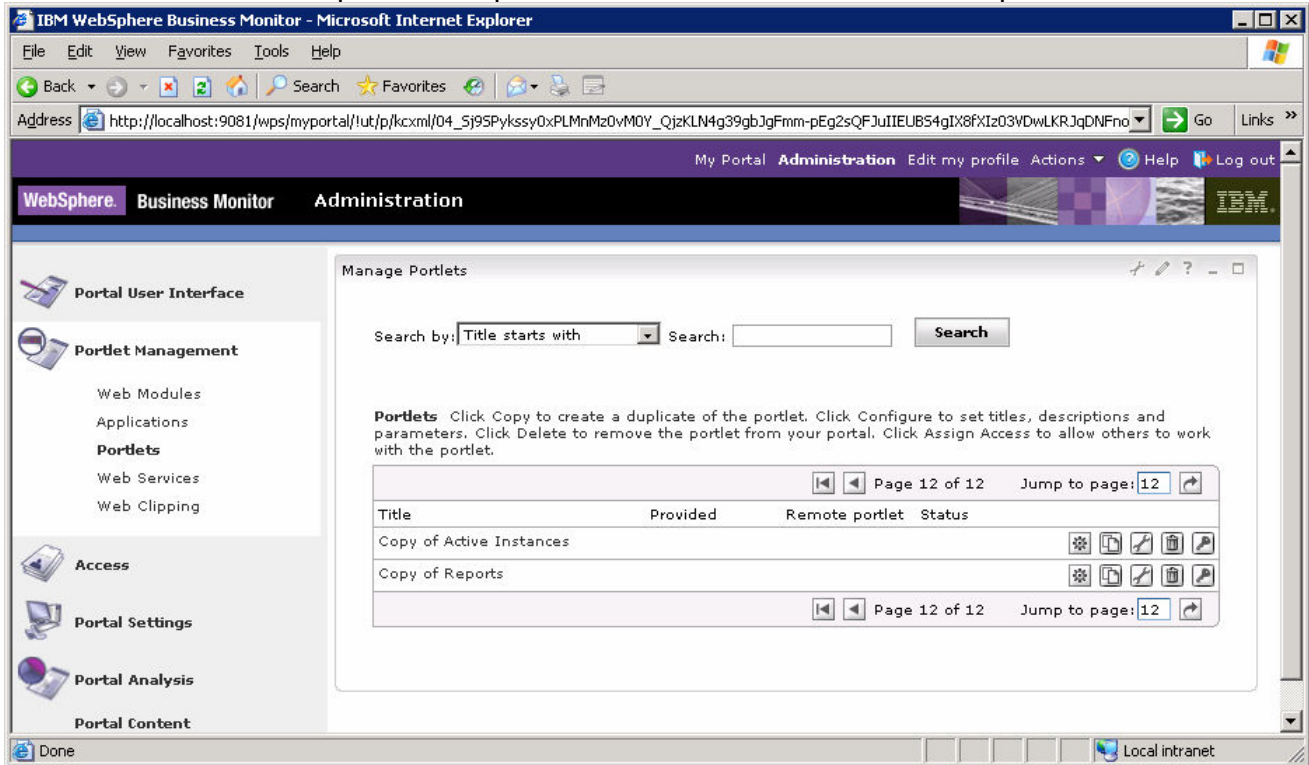 IBM WebSphere Business Monitor - Microsoft Internet Explorer
File Edit View Favorites Tools Help
Back Search Favorites
Address http://localhost:9081/wps/myportal/!ut/p/kcxml/04_Sj9SPykssy0xPLMnMz0vM0Y_QjzKLN4g39gbJgFmm-pEg2sQFJuIIEUB54gIX8fXIz03VDwLKRJqDNFno Go Links »
My Portal Administration Edit my profile Actions Help Log out
WebSphere. Business Monitor Administration IBM.
Portal User Interface
Portlet Management
Web Modules
Applications
Portlets
Web Services
Web Clipping
Access
Portal Settings
Portal Analysis
Portal Content
Manage Portlets ?
Search by: Title starts with Search: Search
Portlets Click Copy to create a duplicate of the portlet. Click Configure to set titles, descriptions and
parameters. Click Delete to remove the portlet from your portal. Click Assign Access to allow others to work
with the portlet.
Page 12 of 12 Jump to page: 12
Title Provided Remote portlet Status
Copy of Active Instances
Copy of Reports
Page 12 of 12 Jump to page: 12
Done Local intranet